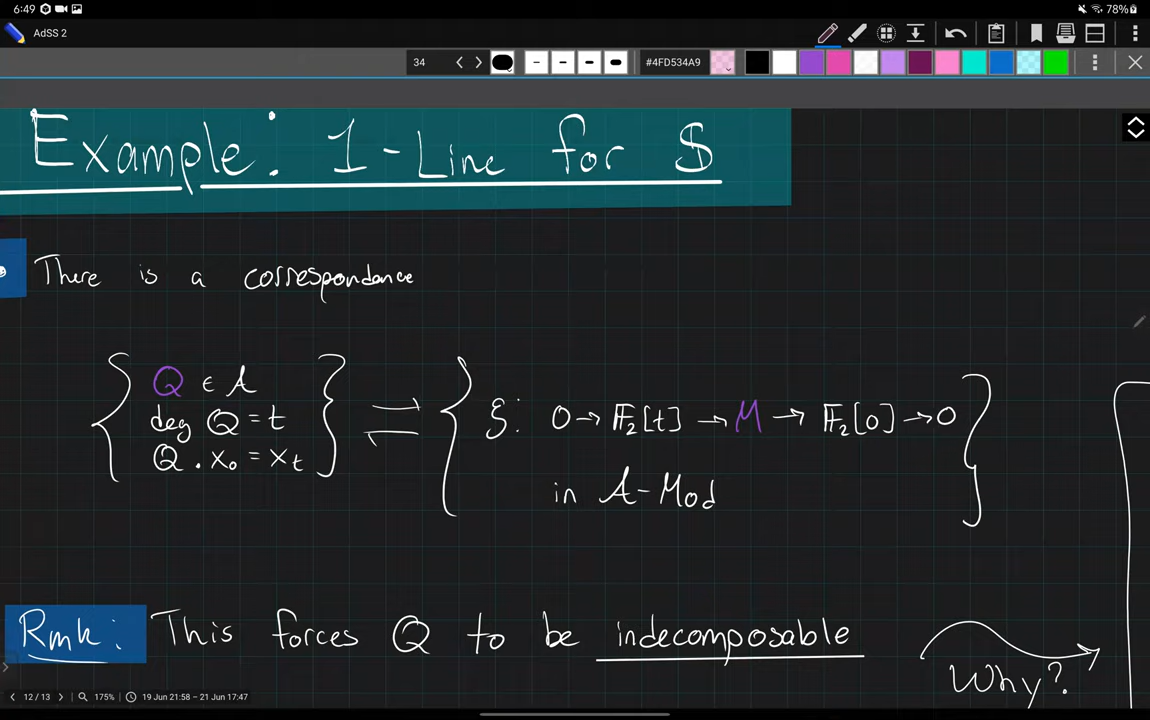 6:49 78%
AdSS 2
34 #4FD534A9
Example: 1-Line for $
There is a correspondence
{ Q ∈ A
deg Q = t
Q . x₀ = xₜ } ⇌ { ξ: 0 → 𝔽₂[t] → M → 𝔽₂[0] → 0
in A-Mod }
Rmk: This forces Q to be indecomposable
Why?
12 / 13 175% 19 Jun 21:58 – 21 Jun 17:47